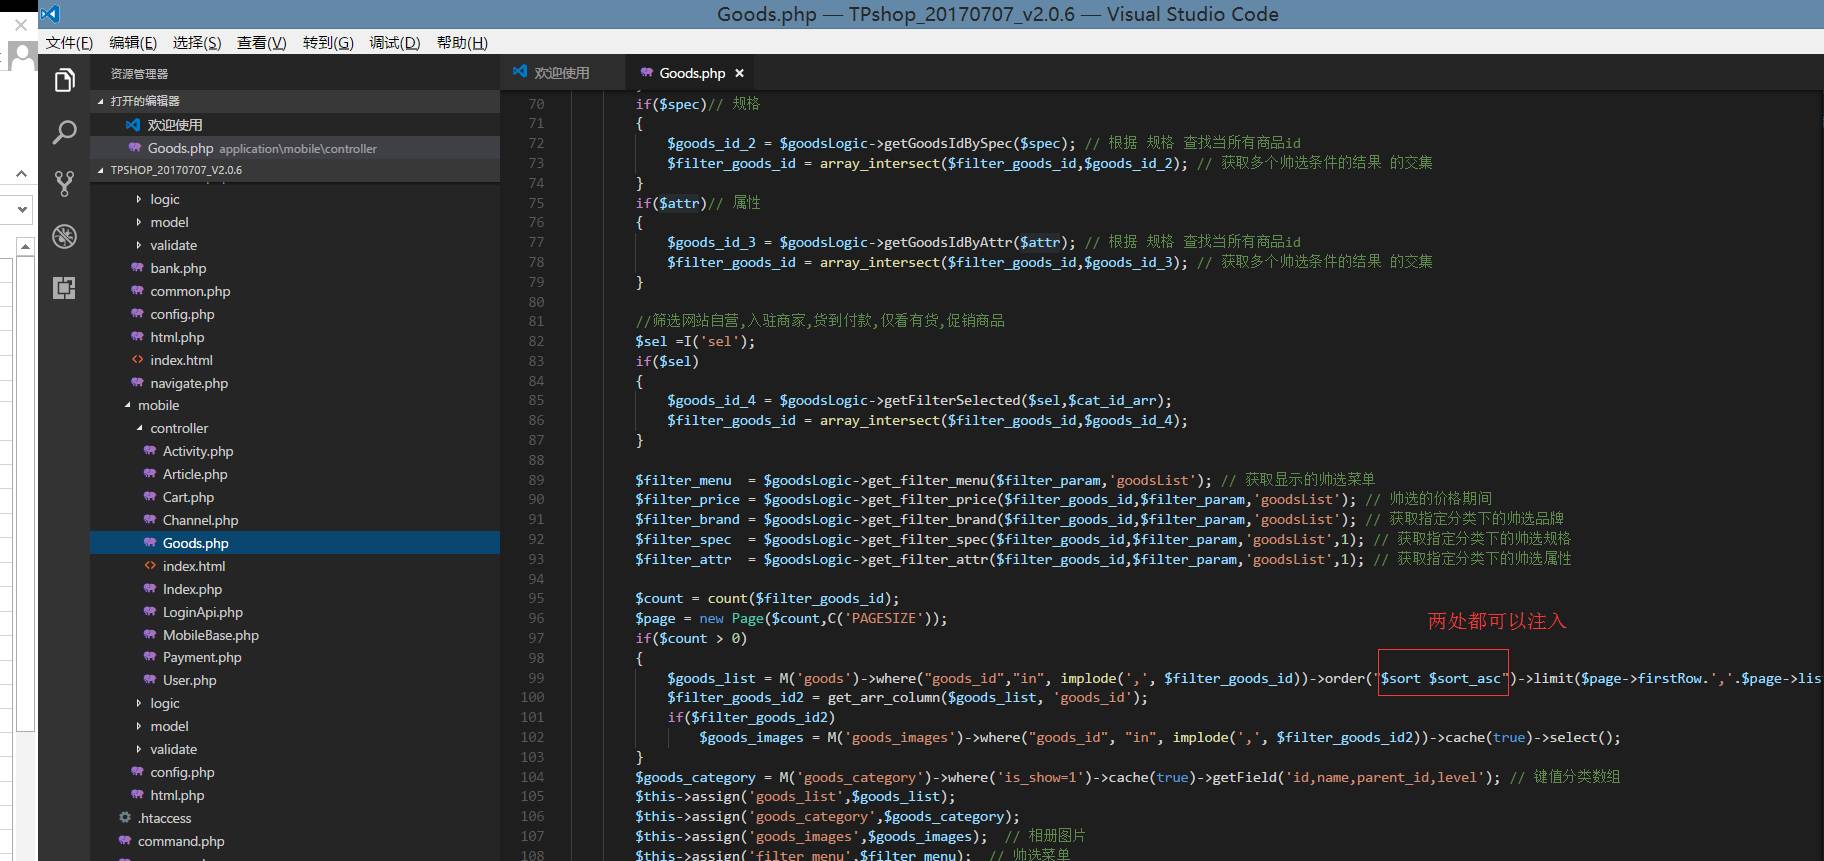 Goods.php — TPshop_20170707_v2.0.6 — Visual Studio Code
文件(F) 编辑(E) 选择(S) 查看(V) 转到(G) 调试(D) 帮助(H)
资源管理器
打开的编辑器
欢迎使用
Goods.php application\mobile\controller
TPSHOP_20170707_V2.0.6
logic
model
validate
bank.php
common.php
config.php
html.php
index.html
navigate.php
mobile
controller
Activity.php
Article.php
Cart.php
Channel.php
Goods.php
index.html
Index.php
LoginApi.php
MobileBase.php
Payment.php
User.php
logic
model
validate
config.php
html.php
.htaccess
command.php
欢迎使用 Goods.php ×
70 if($spec)// 规格
71 {
72 $goods_id_2 = $goodsLogic->getGoodsIdBySpec($spec); // 根据 规格 查找当所有商品id
73 $filter_goods_id = array_intersect($filter_goods_id,$goods_id_2); // 获取多个帅选条件的结果 的交集
74 }
75 if($attr)// 属性
76 {
77 $goods_id_3 = $goodsLogic->getGoodsIdByAttr($attr); // 根据 规格 查找当所有商品id
78 $filter_goods_id = array_intersect($filter_goods_id,$goods_id_3); // 获取多个帅选条件的结果 的交集
79 }
80
81 //筛选网站自营,入驻商家,货到付款,仅看有货,促销商品
82 $sel =I('sel');
83 if($sel)
84 {
85 $goods_id_4 = $goodsLogic->getFilterSelected($sel,$cat_id_arr);
86 $filter_goods_id = array_intersect($filter_goods_id,$goods_id_4);
87 }
88
89 $filter_menu = $goodsLogic->get_filter_menu($filter_param,'goodsList'); // 获取显示的帅选菜单
90 $filter_price = $goodsLogic->get_filter_price($filter_goods_id,$filter_param,'goodsList'); // 帅选的价格期间
91 $filter_brand = $goodsLogic->get_filter_brand($filter_goods_id,$filter_param,'goodsList'); // 获取指定分类下的帅选品牌
92 $filter_spec = $goodsLogic->get_filter_spec($filter_goods_id,$filter_param,'goodsList',1); // 获取指定分类下的帅选规格
93 $filter_attr = $goodsLogic->get_filter_attr($filter_goods_id,$filter_param,'goodsList',1); // 获取指定分类下的帅选属性
94
95 $count = count($filter_goods_id);
96 $page = new Page($count,C('PAGESIZE'));
两处都可以注入
97 if($count > 0)
98 {
99 $goods_list = M('goods')->where("goods_id","in", implode(',', $filter_goods_id))->order("$sort $sort_asc")->limit($page->firstRow.','.$page->lis
100 $filter_goods_id2 = get_arr_column($goods_list, 'goods_id');
101 if($filter_goods_id2)
102 $goods_images = M('goods_images')->where("goods_id", "in", implode(',', $filter_goods_id2))->cache(true)->select();
103 }
104 $goods_category = M('goods_category')->where('is_show=1')->cache(true)->getField('id,name,parent_id,level'); // 键值分类数组
105 $this->assign('goods_list',$goods_list);
106 $this->assign('goods_category',$goods_category);
107 $this->assign('goods_images',$goods_images); // 相册图片
108 $this->assign('filter_menu',$filter_menu); // 帅选菜单